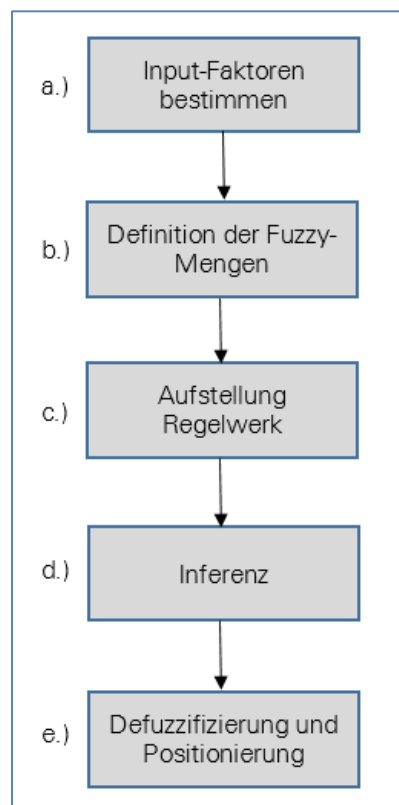 a.) Input-Faktoren
bestimmen
b.) Definition der Fuzzy-
Mengen
c.) Aufstellung
Regelwerk
d.) Inferenz
e.) Defuzzifizierung und
Positionierung